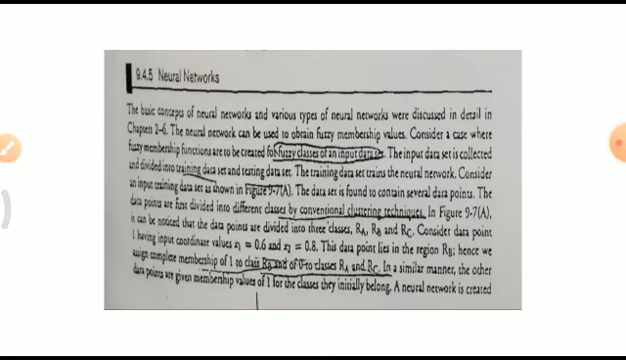 9.4.5 Neural Networks
The basic concepts of neural networks and various types of neural networks were discussed in detail in
Chapters 2–6. The neural network can be used to obtain fuzzy membership values. Consider a case where
fuzzy membership functions are to be created for fuzzy classes of an input data set. The input data set is collected
and divided into training data set and testing data set. The training data set trains the neural network. Consider
an input training data set as shown in Figure 9-7(A). The data set is found to contain several data points. The
data points are first divided into different classes by conventional clustering techniques. In Figure 9-7(A),
it can be noticed that the data points are divided into three classes, RA, RB and RC. Consider data point
1 having input coordinate values x1 = 0.6 and x2 = 0.8. This data point lies in the region RB; hence we
assign complete membership of 1 to class RB and of 0 to classes RA and RC. In a similar manner, the other
data points are given membership values of 1 for the classes they initially belong. A neural network is created